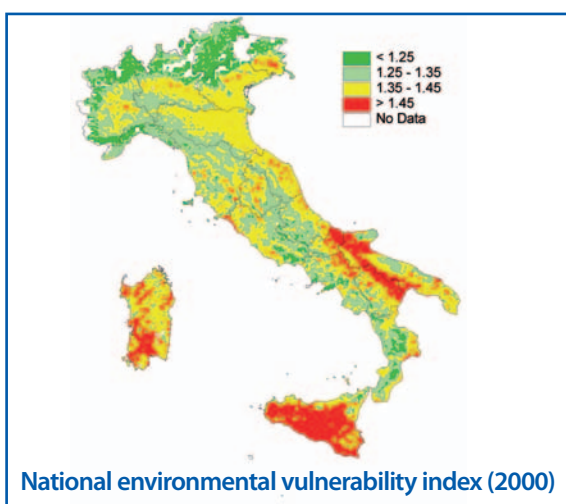 < 1.25
1.25 - 1.35
1.35 - 1.45
> 1.45
No Data
National environmental vulnerability index (2000)